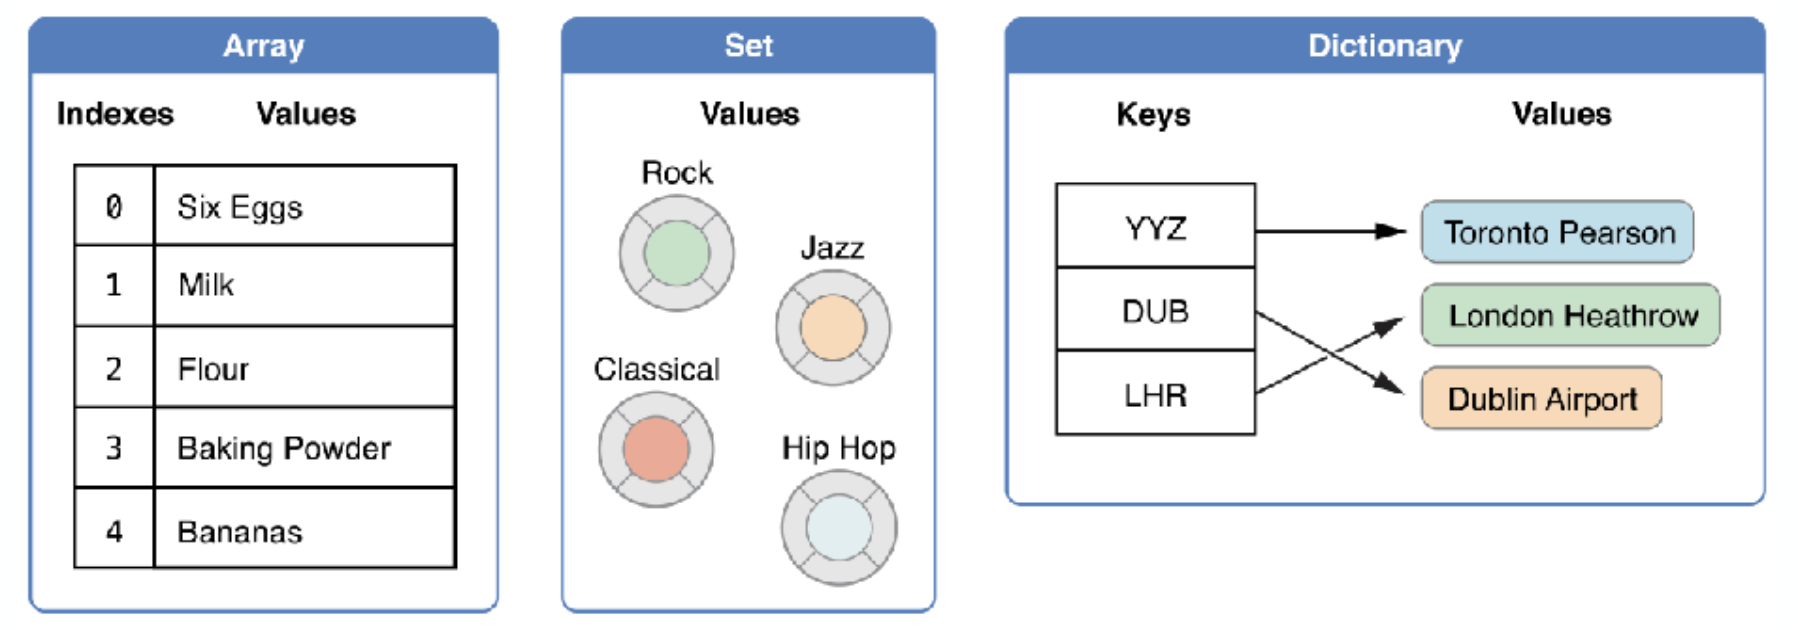 Array
Indexes Values
0 Six Eggs
1 Milk
2 Flour
3 Baking Powder
4 Bananas
Set
Values
Rock
Jazz
Classical
Hip Hop
Dictionary
Keys Values
YYZ Toronto Pearson
DUB London Heathrow
LHR Dublin Airport